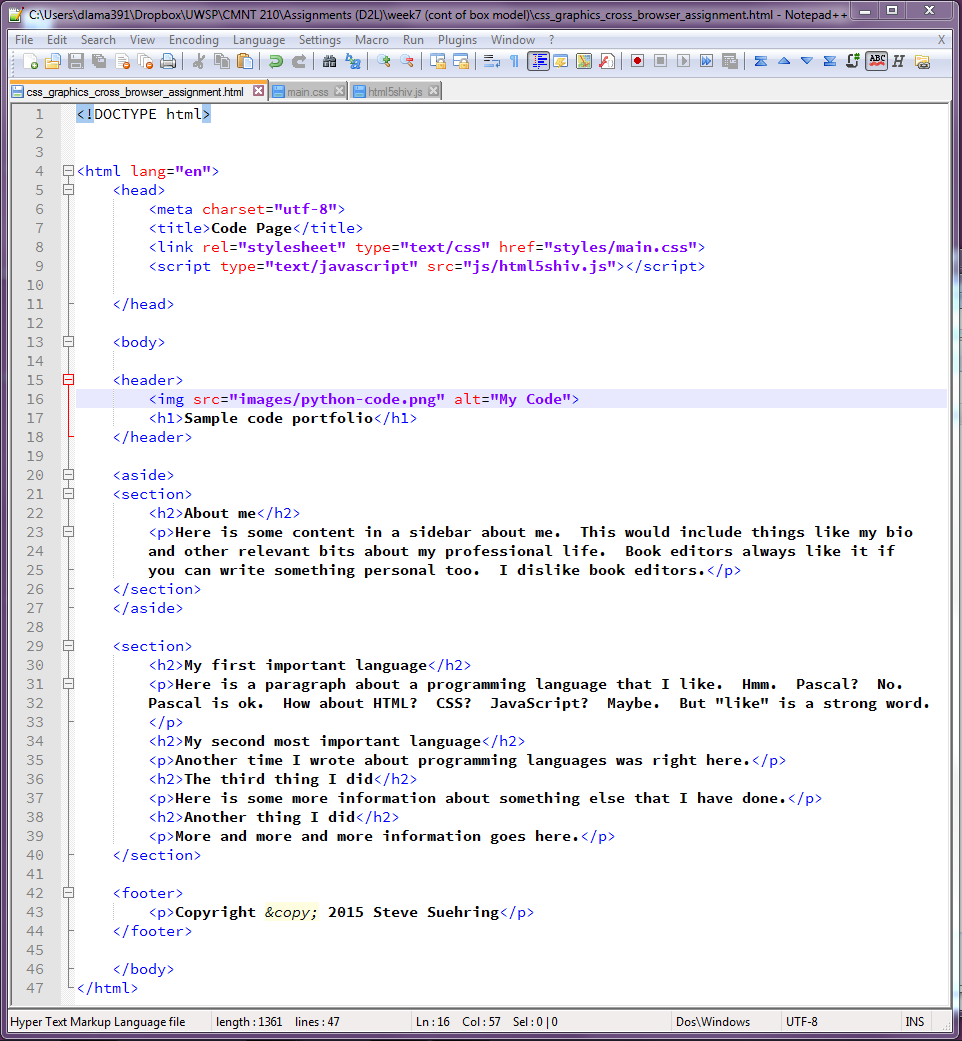 C:\Users\dlama391\Dropbox\UWSP\CMNT 210\Assignments (D2L)\week7 (cont of box model)\css_graphics_cross_browser_assignment.html - Notepad++
File Edit Search View Encoding Language Settings Macro Run Plugins Window ? X
css_graphics_cross_browser_assignment.html main.css html5shiv.js
1 <!DOCTYPE html>
2
3
4 <html lang="en">
5 <head>
6 <meta charset="utf-8">
7 <title>Code Page</title>
8 <link rel="stylesheet" type="text/css" href="styles/main.css">
9 <script type="text/javascript" src="js/html5shiv.js"></script>
10
11 </head>
12
13 <body>
14
15 <header>
16 <img src="images/python-code.png" alt="My Code">
17 <h1>Sample code portfolio</h1>
18 </header>
19
20 <aside>
21 <section>
22 <h2>About me</h2>
23 <p>Here is some content in a sidebar about me.  This would include things like my bio
24 and other relevant bits about my professional life.  Book editors always like it if
25 you can write something personal too.  I dislike book editors.</p>
26 </section>
27 </aside>
28
29 <section>
30 <h2>My first important language</h2>
31 <p>Here is a paragraph about a programming language that I like.  Hmm.  Pascal?  No.
32 Pascal is ok.  How about HTML?  CSS?  JavaScript?  Maybe.  But "like" is a strong word.
33 </p>
34 <h2>My second most important language</h2>
35 <p>Another time I wrote about programming languages was right here.</p>
36 <h2>The third thing I did</h2>
37 <p>Here is some more information about something else that I have done.</p>
38 <h2>Another thing I did</h2>
39 <p>More and more and more information goes here.</p>
40 </section>
41
42 <footer>
43 <p>Copyright &copy; 2015 Steve Suehring</p>
44 </footer>
45
46 </body>
47 </html>
Hyper Text Markup Language file length : 1361 lines : 47 Ln : 16 Col : 57 Sel : 0 | 0 Dos\Windows UTF-8 INS